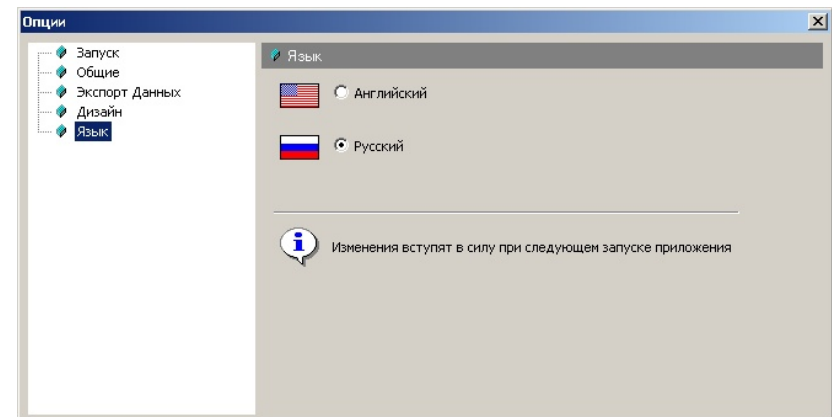 Опции
Запуск
Общие
Экспорт Данных
Дизайн
Язык
Язык
Английский
Русский
Изменения вступят в силу при следующем запуске приложения